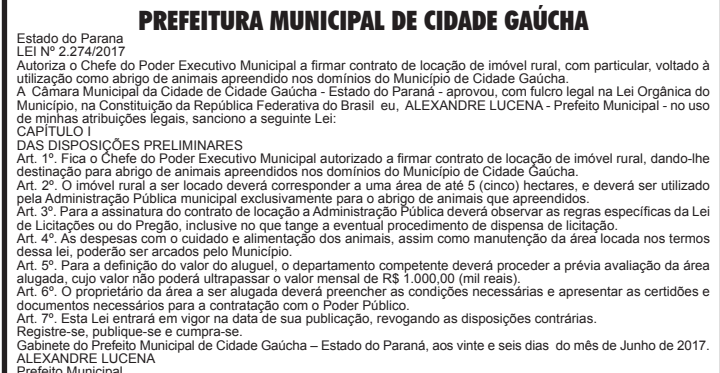 PREFEITURA MUNICIPAL DE CIDADE GAÚCHA
Estado do Parana
LEI Nº 2.274/2017
Autoriza o Chefe do Poder Executivo Municipal a firmar contrato de locação de imóvel rural, com particular, voltado à
utilização como abrigo de animais apreendido nos domínios do Município de Cidade Gaúcha.
A Câmara Municipal da Cidade de Cidade Gaúcha - Estado do Paraná - aprovou, com fulcro legal na Lei Orgânica do
Município, na Constituição da República Federativa do Brasil eu, ALEXANDRE LUCENA - Prefeito Municipal - no uso
de minhas atribuições legais, sanciono a seguinte Lei:
CAPÍTULO I
DAS DISPOSIÇÕES PRELIMINARES
Art. 1º. Fica o Chefe do Poder Executivo Municipal autorizado a firmar contrato de locação de imóvel rural, dando-lhe
destinação para abrigo de animais apreendidos nos domínios do Município de Cidade Gaúcha.
Art. 2º. O imóvel rural a ser locado deverá corresponder a uma área de até 5 (cinco) hectares, e deverá ser utilizado
pela Administração Pública municipal exclusivamente para o abrigo de animais que apreendidos.
Art. 3º. Para a assinatura do contrato de locação a Administração Pública deverá observar as regras específicas da Lei
de Licitações ou do Pregão, inclusive no que tange a eventual procedimento de dispensa de licitação.
Art. 4º. As despesas com o cuidado e alimentação dos animais, assim como manutenção da área locada nos termos
dessa lei, poderão ser arcados pelo Município.
Art. 5º. Para a definição do valor do aluguel, o departamento competente deverá proceder a prévia avaliação da área
alugada, cujo valor não poderá ultrapassar o valor mensal de R$ 1.000,00 (mil reais).
Art. 6º. O proprietário da área a ser alugada deverá preencher as condições necessárias e apresentar as certidões e
documentos necessários para a contratação com o Poder Público.
Art. 7º. Esta Lei entrará em vigor na data de sua publicação, revogando as disposições contrárias.
Registre-se, publique-se e cumpra-se.
Gabinete do Prefeito Municipal de Cidade Gaúcha – Estado do Paraná, aos vinte e seis dias do mês de Junho de 2017.
ALEXANDRE LUCENA
Prefeito Municipal